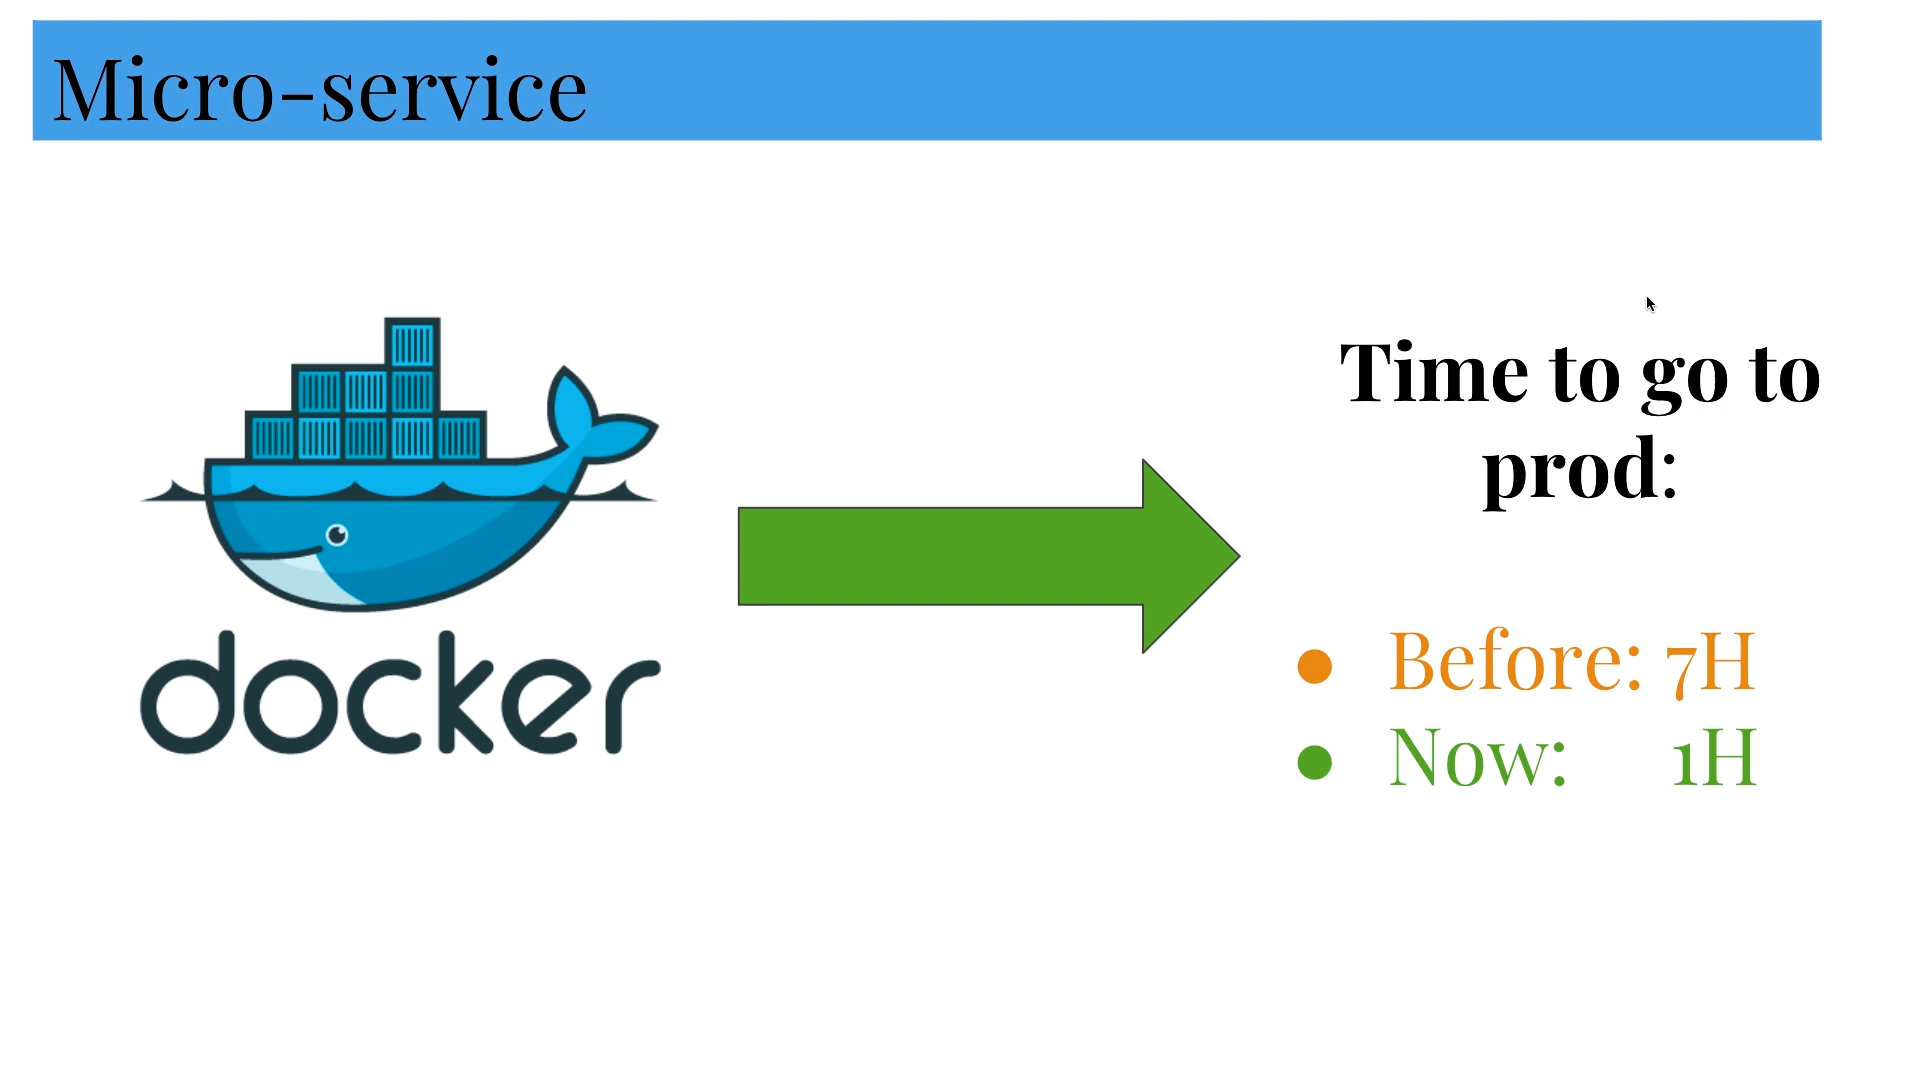 Micro-service
docker
Time to go to
prod:
● Before: 7H
● Now: 1H